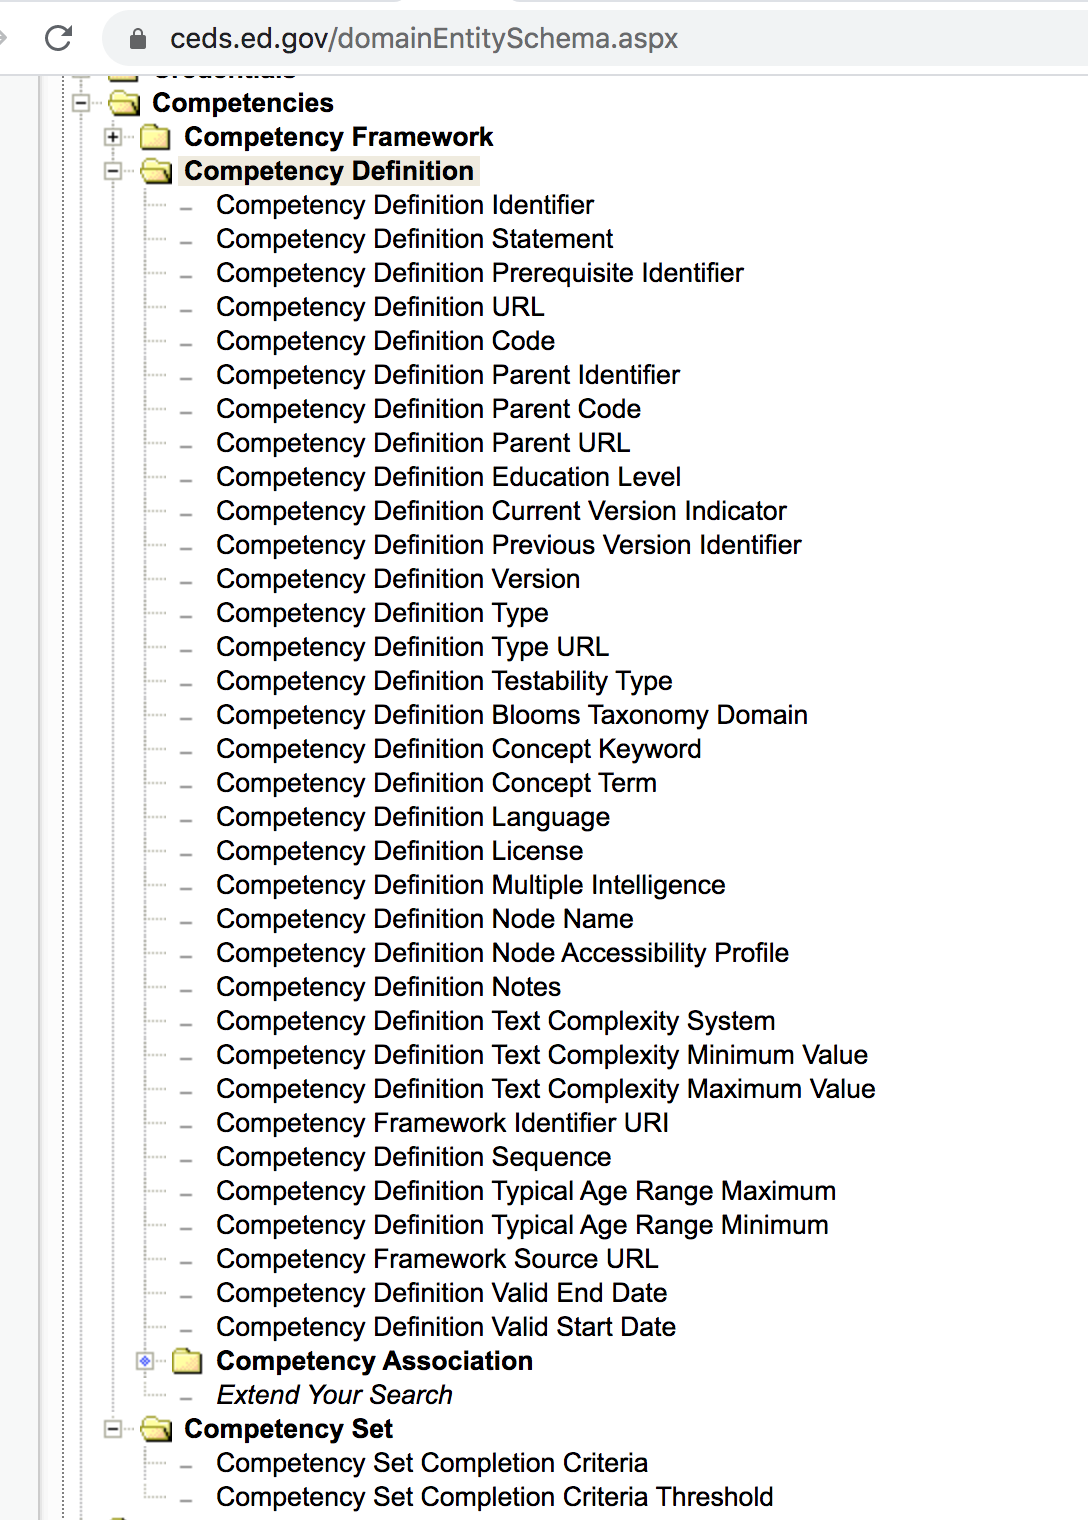 ceds.ed.gov/domainEntitySchema.aspx
Credentials
Competencies
Competency Framework
Competency Definition
Competency Definition Identifier
Competency Definition Statement
Competency Definition Prerequisite Identifier
Competency Definition URL
Competency Definition Code
Competency Definition Parent Identifier
Competency Definition Parent Code
Competency Definition Parent URL
Competency Definition Education Level
Competency Definition Current Version Indicator
Competency Definition Previous Version Identifier
Competency Definition Version
Competency Definition Type
Competency Definition Type URL
Competency Definition Testability Type
Competency Definition Blooms Taxonomy Domain
Competency Definition Concept Keyword
Competency Definition Concept Term
Competency Definition Language
Competency Definition License
Competency Definition Multiple Intelligence
Competency Definition Node Name
Competency Definition Node Accessibility Profile
Competency Definition Notes
Competency Definition Text Complexity System
Competency Definition Text Complexity Minimum Value
Competency Definition Text Complexity Maximum Value
Competency Framework Identifier URI
Competency Definition Sequence
Competency Definition Typical Age Range Maximum
Competency Definition Typical Age Range Minimum
Competency Framework Source URL
Competency Definition Valid End Date
Competency Definition Valid Start Date
Competency Association
Extend Your Search
Competency Set
Competency Set Completion Criteria
Competency Set Completion Criteria Threshold